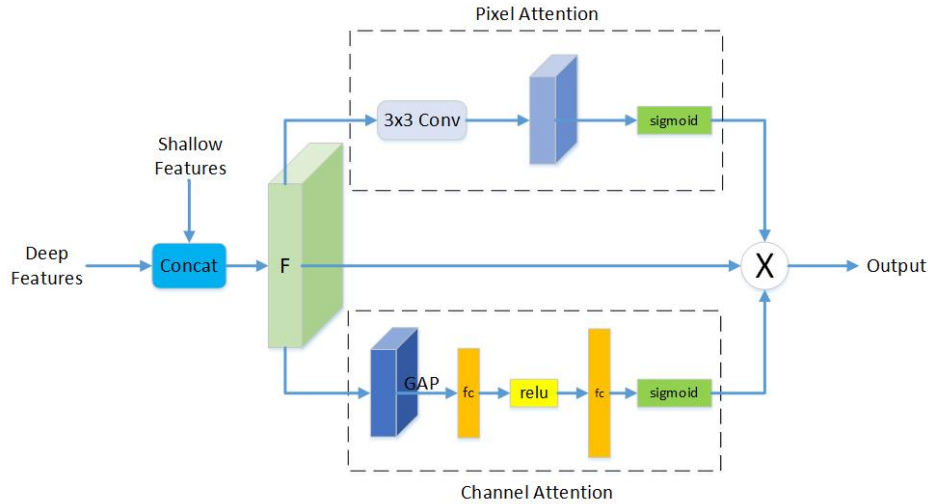 Pixel Attention
3x3 Conv
sigmoid
Shallow
Features
Deep
Features
Concat
F
X
Output
GAP
fc
relu
fc
sigmoid
Channel Attention